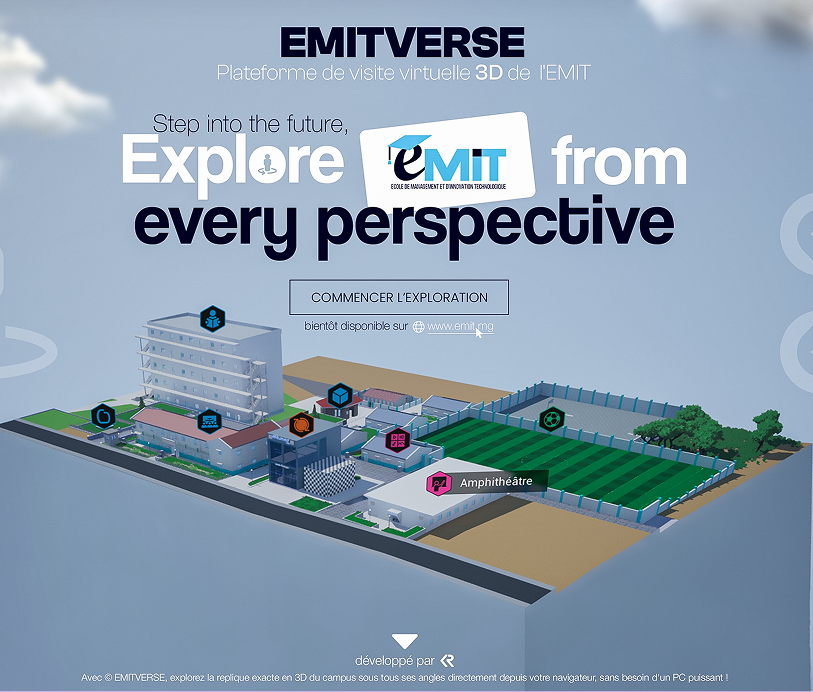 EMITVERSE
Plateforme de visite virtuelle 3D de l'EMIT
Step into the future,
Explore eMiT from
ECOLE DE MANAGEMENT ET D'INNOVATION TECHNOLOGIQUE
every perspective
COMMENCER L'EXPLORATION
bientôt disponible sur www.emit.mg
Amphithéâtre
développé par
Avec © EMITVERSE, explorez la replique exacte en 3D du campus sous tous ses angles directement depuis votre navigateur, sans besoin d'un PC puissant !